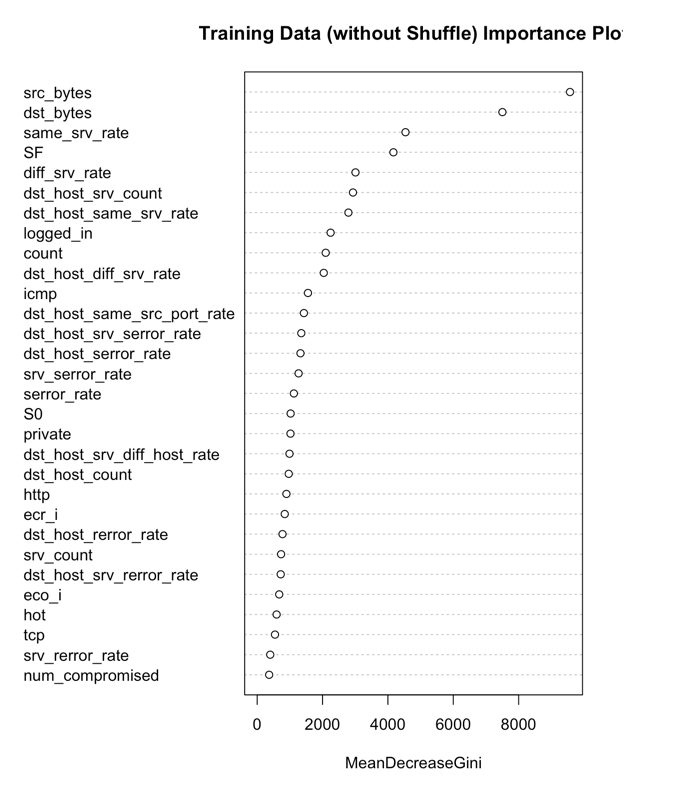 Training Data (without Shuffle) Importance Plo
src_bytes
dst_bytes
same_srv_rate
SF
diff_srv_rate
dst_host_srv_count
dst_host_same_srv_rate
logged_in
count
dst_host_diff_srv_rate
icmp
dst_host_same_src_port_rate
dst_host_srv_serror_rate
dst_host_serror_rate
srv_serror_rate
serror_rate
S0
private
dst_host_srv_diff_host_rate
dst_host_count
http
ecr_i
dst_host_rerror_rate
srv_count
dst_host_srv_rerror_rate
eco_i
hot
tcp
srv_rerror_rate
num_compromised
0 2000 4000 6000 8000
MeanDecreaseGini